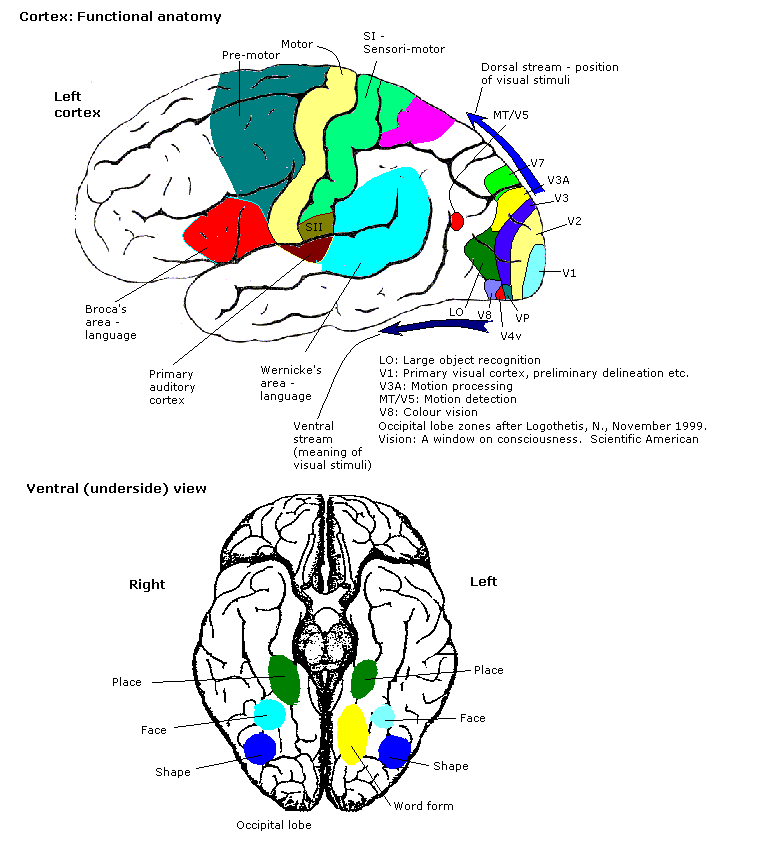 Cortex: Functional anatomy
SI -
Sensori-motor
Motor
Pre-motor
Dorsal stream - position
of visual stimuli
Left
cortex
MT/V5
V7
V3A
V3
V2
SII
V1
Broca's
area -
language
LO
V8
VP
V4v
Primary
auditory
cortex
Wernicke's
area -
language
LO: Large object recognition
V1: Primary visual cortex, preliminary delineation etc.
V3A: Motion processing
MT/V5: Motion detection
V8: Colour vision
Occipital lobe zones after Logothetis, N., November 1999.
Vision: A window on consciousness.  Scientific American
Ventral
stream
(meaning of
visual stimuli)
Ventral (underside) view
Right
Left
Place
Place
Face
Face
Shape
Shape
Word form
Occipital lobe